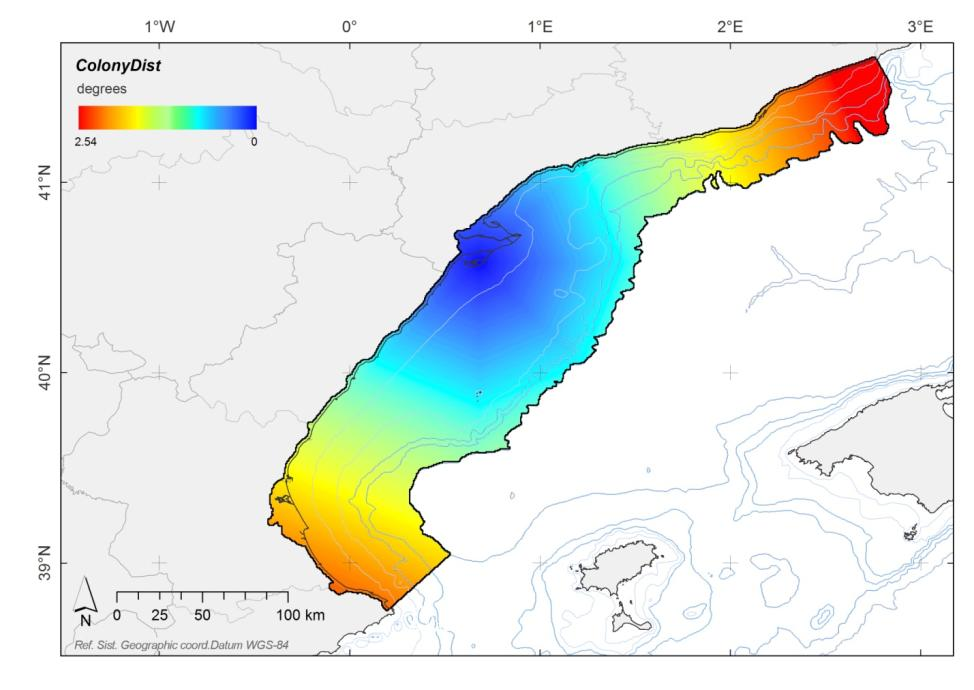 1°W 0° 1°E 2°E 3°E
ColonyDist
degrees
2.54 0
41°N
40°N
39°N
0 25 50 100 km
N
Ref. Sist. Geographic coord.Datum WGS-84